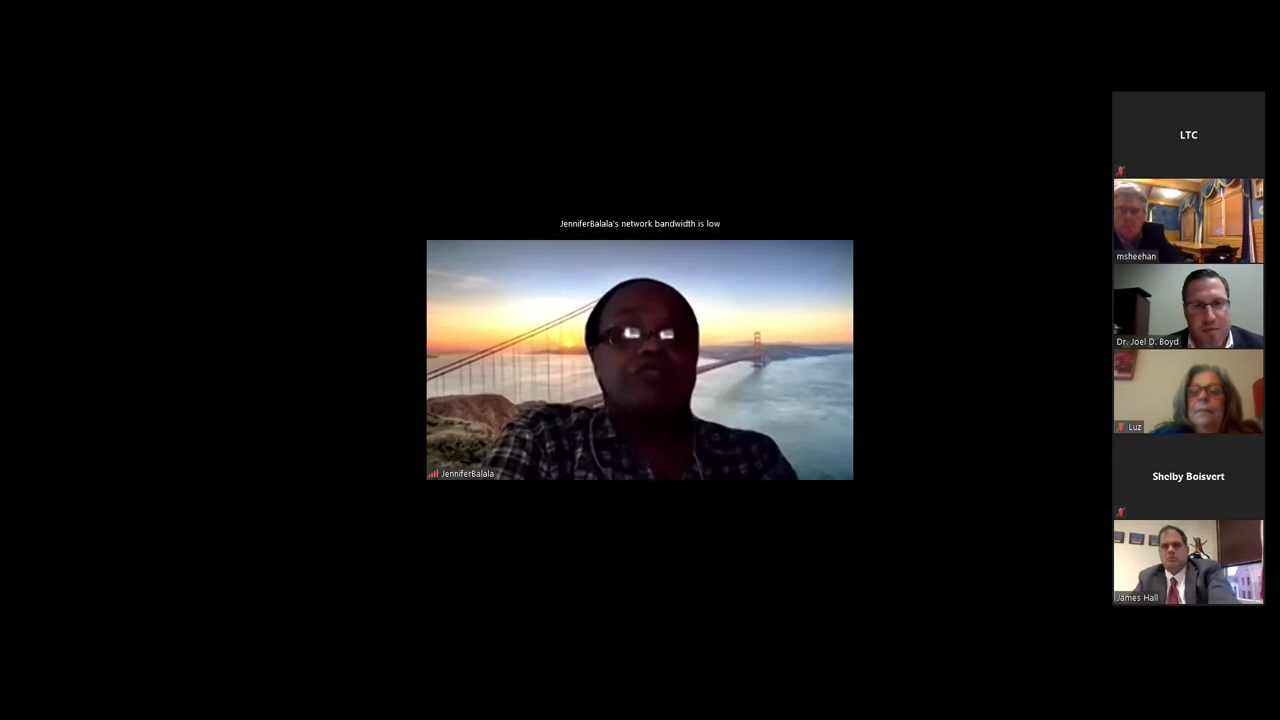 JenniferBalala's network bandwidth is low
JenniferBalala
LTC
msheehan
Dr. Joel D. Boyd
Luz
Shelby Boisvert
James Hall